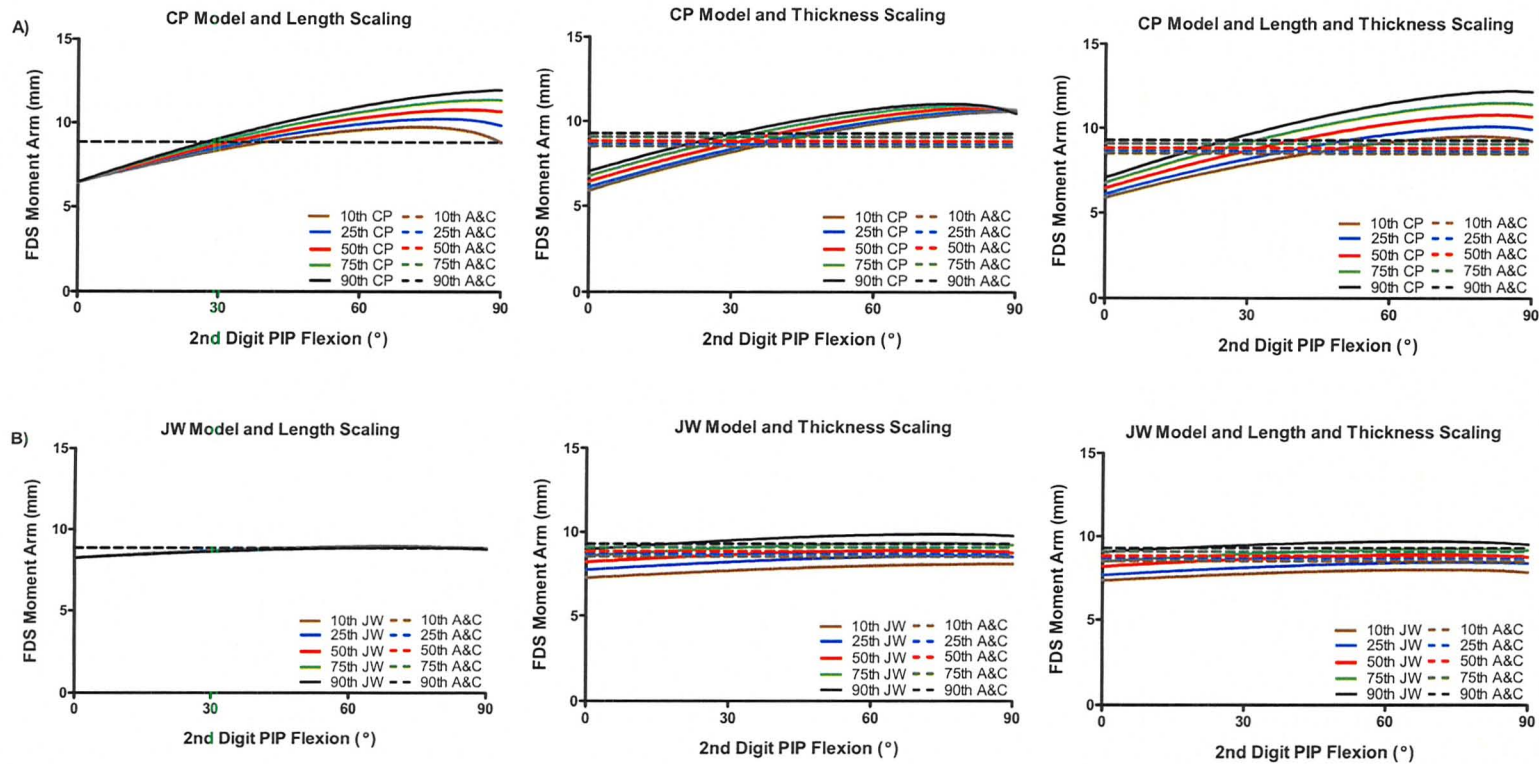 A)
CP Model and Length Scaling
FDS Moment Arm (mm)
15
10
5
0
0 30 60 90
2nd Digit PIP Flexion (°)
10th CP 10th A&C
25th CP 25th A&C
50th CP 50th A&C
75th CP 75th A&C
90th CP 90th A&C
CP Model and Thickness Scaling
FDS Moment Arm (mm)
15
10
5
0
0 30 60 90
2nd Digit PIP Flexion (°)
10th CP 10th A&C
25th CP 25th A&C
50th CP 50th A&C
75th CP 75th A&C
90th CP 90th A&C
CP Model and Length and Thickness Scaling
FDS Moment Arm (mm)
15
10
5
0
0 30 60 90
2nd Digit PIP Flexion (°)
10th CP 10th A&C
25th CP 25th A&C
50th CP 50th A&C
75th CP 75th A&C
90th CP 90th A&C
B)
JW Model and Length Scaling
FDS Moment Arm (mm)
15
10
5
0
0 30 60 90
2nd Digit PIP Flexion (°)
10th JW 10th A&C
25th JW 25th A&C
50th JW 50th A&C
75th JW 75th A&C
90th JW 90th A&C
JW Model and Thickness Scaling
FDS Moment Arm (mm)
15
10
5
0
0 30 60 90
2nd Digit PIP Flexion (°)
10th JW 10th A&C
25th JW 25th A&C
50th JW 50th A&C
75th JW 75th A&C
90th JW 90th A&C
JW Model and Length and Thickness Scaling
FDS Moment Arm (mm)
15
10
5
0
0 30 60 90
2nd Digit PIP Flexion (°)
10th JW 10th A&C
25th JW 25th A&C
50th JW 50th A&C
75th JW 75th A&C
90th JW 90th A&C